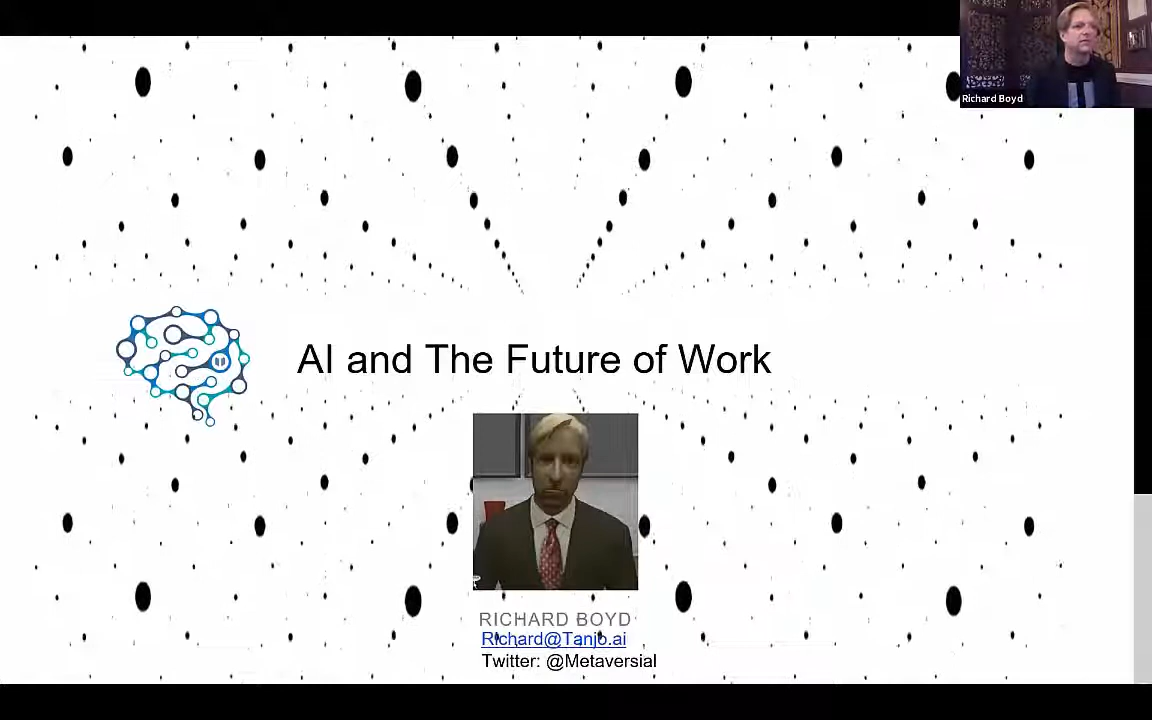 Richard Boyd
AI and The Future of Work
RICHARD BOYD
Richard@Tanjo.ai
Twitter: @Metaversial